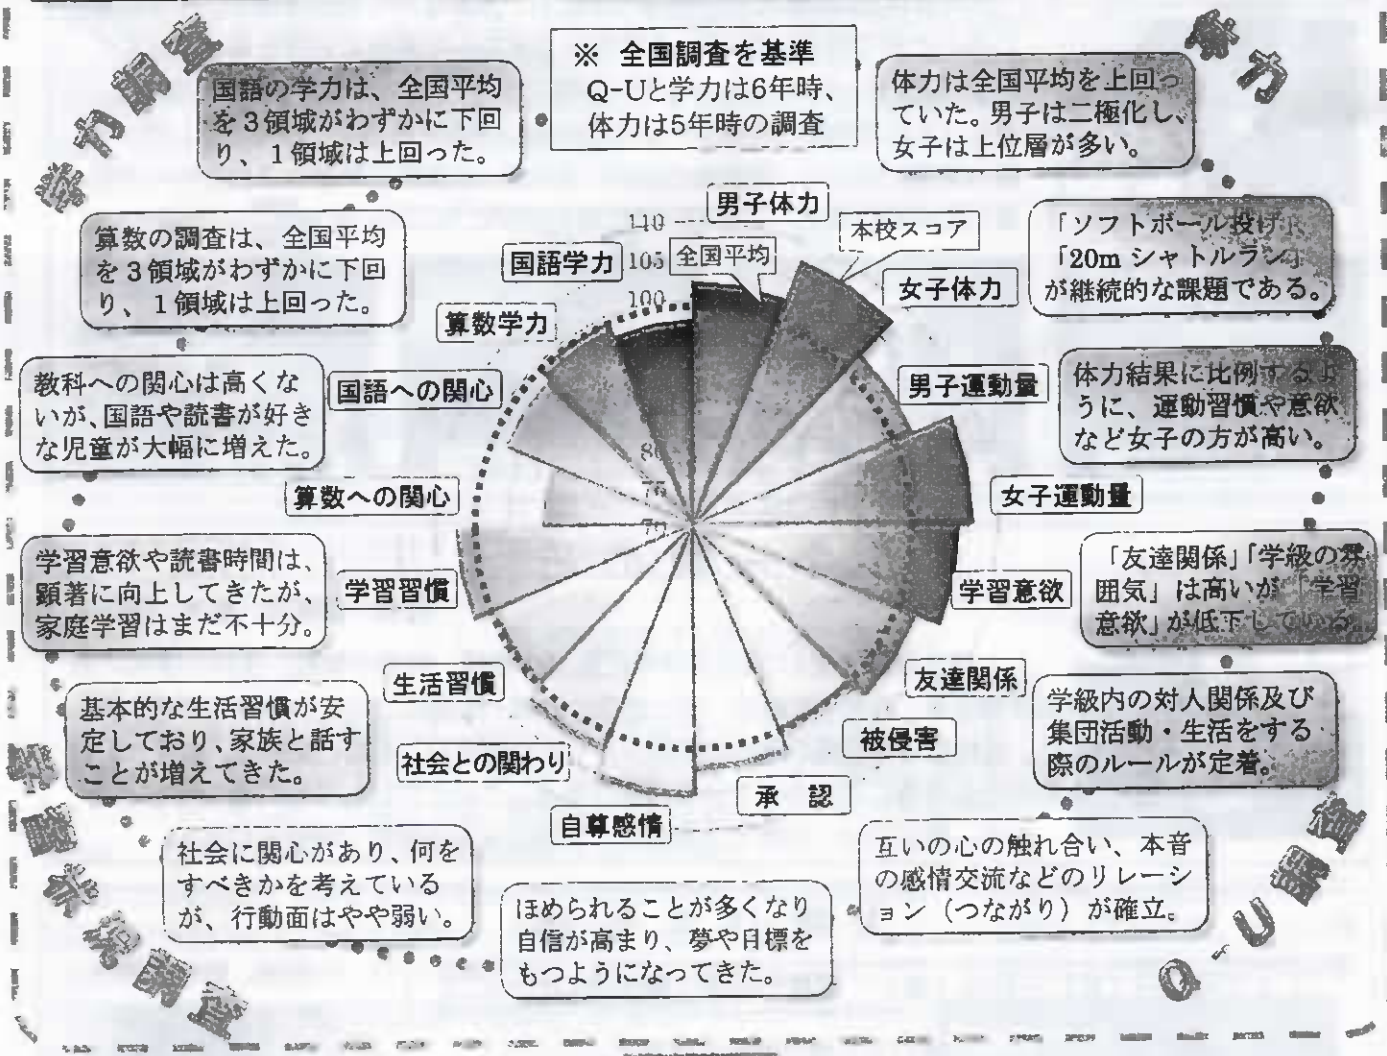 学力調査
国語の学力は、全国平均
を3領域がわずかに下回
り、1領域は上回った。
※ 全国調査を基準
Q-Uと学力は6年時、
体力は5年時の調査
体力は全国平均を上回っ
ていた。男子は二極化し、
女子は上位層が多い。
体力
算数の調査は、全国平均
を3領域がわずかに下回
り、1領域は上回った。
「ソフトボール投げ」
「20mシャトルラン」
が継続的な課題である。
教科への関心は高くな
いが、国語や読書が好き
な児童が大幅に増えた。
体力結果に比例するよ
うに、運動習慣や意欲
など女子の方が高い。
学習意欲や読書時間は、
顕著に向上してきたが、
家庭学習はまだ不十分。
「友達関係」「学級の雰
囲気」は高いが「学習
意欲」が低下している
基本的な生活習慣が安
定しており、家族と話す
ことが増えてきた。
学級内の対人関係及び
集団活動・生活をする
際のルールが定着。
社会に関心があり、何を
すべきかを考えている
が、行動面はやや弱い。
ほめられることが多くなり
自信が高まり、夢や目標を
もつようになってきた。
互いの心の触れ合い、本音
の感情交流などのリレーシ
ョン（つながり）が確立。
Q-U調査
学習状況調査
男子体力
女子体力
男子運動量
女子運動量
学習意欲
友達関係
被侵害
承 認
自尊感情
社会との関わり
生活習慣
学習習慣
算数への関心
国語への関心
算数学力
国語学力
全国平均
本校スコア
110
105
100
80
75
70